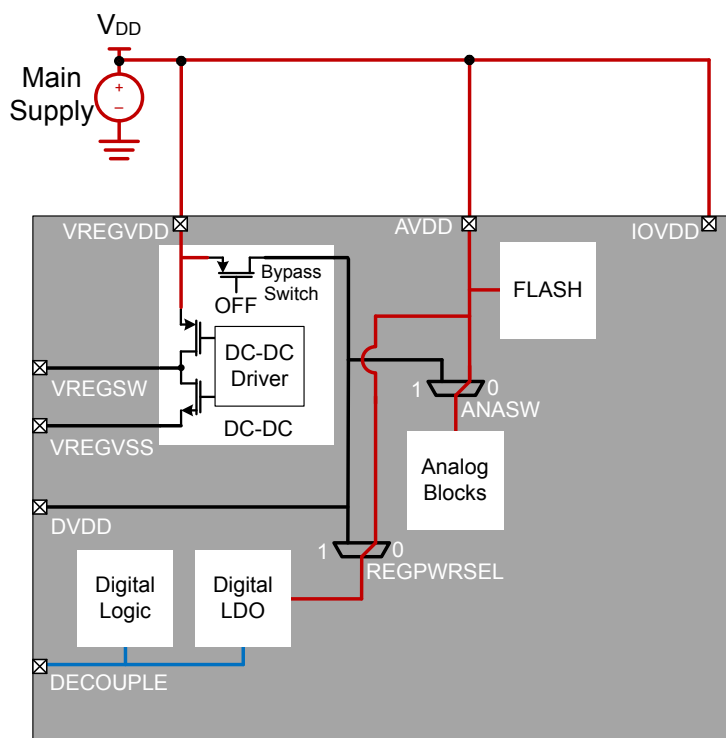 VDD
Main
Supply
+
–
VREGVDD
AVDD
IOVDD
Bypass
Switch
OFF
FLASH
DC-DC
Driver
VREGSW
1
0
ANASW
DC-DC
VREGVSS
Analog
Blocks
DVDD
1
0
REGPWRSEL
Digital
Logic
Digital
LDO
DECOUPLE